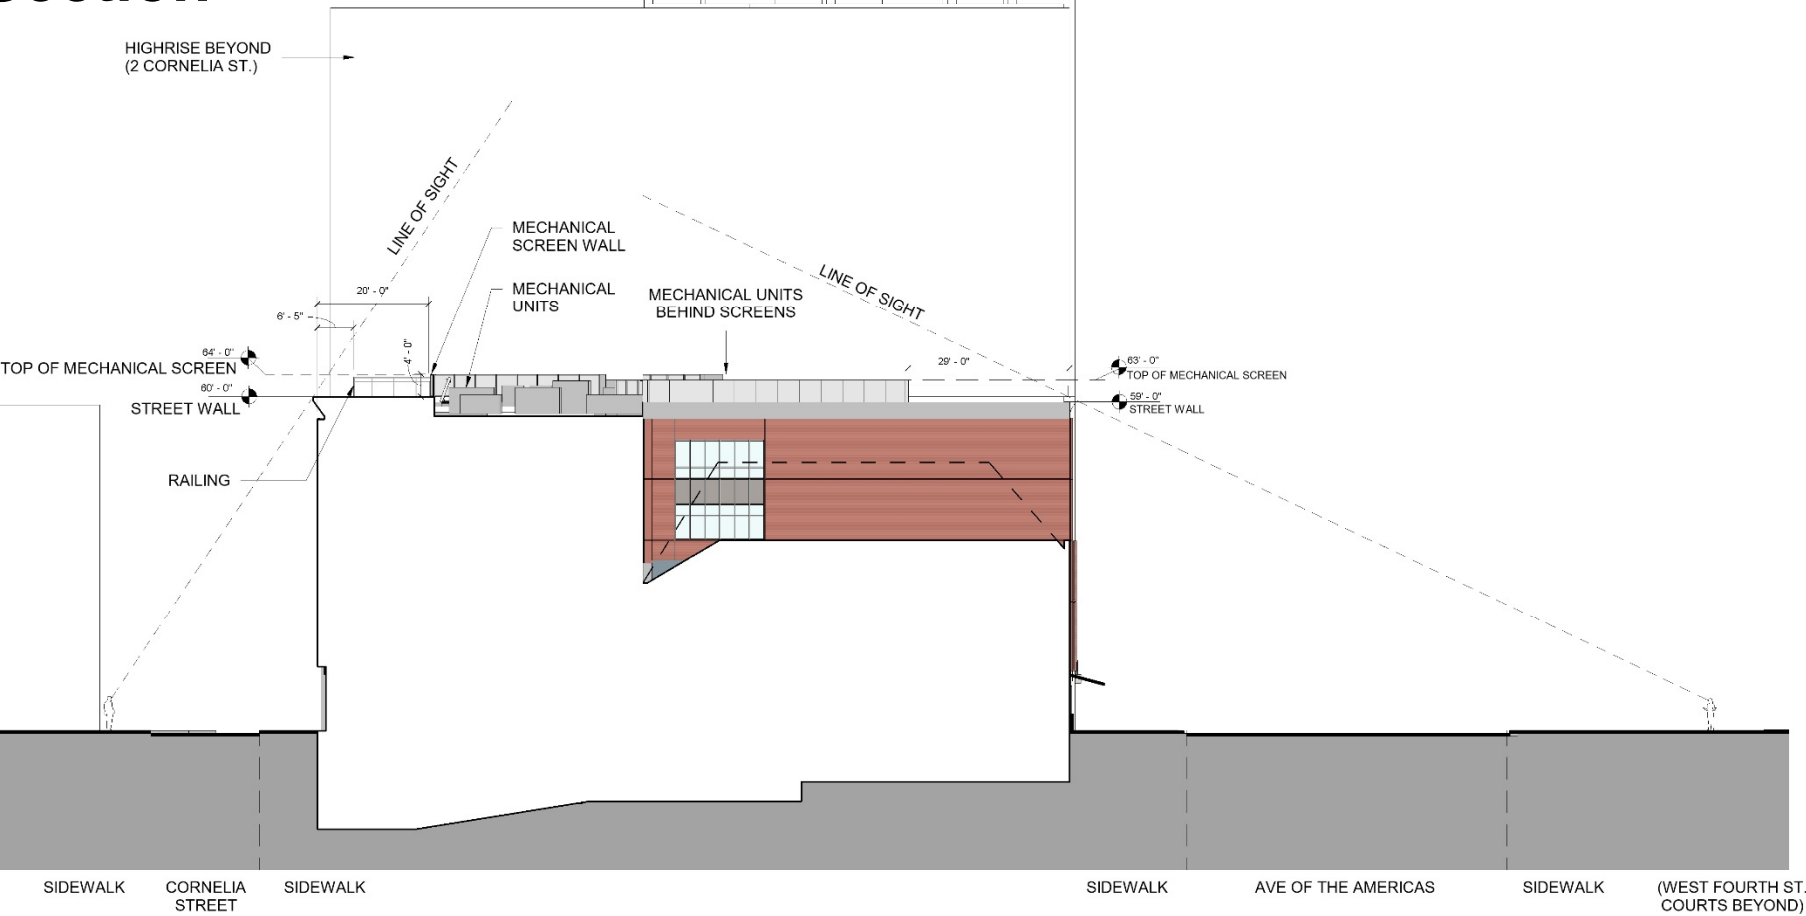 HIGHRISE BEYOND
(2 CORNELIA ST.)
LINE OF SIGHT
MECHANICAL
SCREEN WALL
MECHANICAL
UNITS
MECHANICAL UNITS
BEHIND SCREENS
LINE OF SIGHT
20' - 0"
6' - 5"
4' - 0"
29' - 0"
64' - 0"
TOP OF MECHANICAL SCREEN
60' - 0"
STREET WALL
63' - 0"
TOP OF MECHANICAL SCREEN
59' - 0"
STREET WALL
RAILING
SIDEWALK
CORNELIA
STREET
SIDEWALK
SIDEWALK
AVE OF THE AMERICAS
SIDEWALK
(WEST FOURTH ST.
COURTS BEYOND)